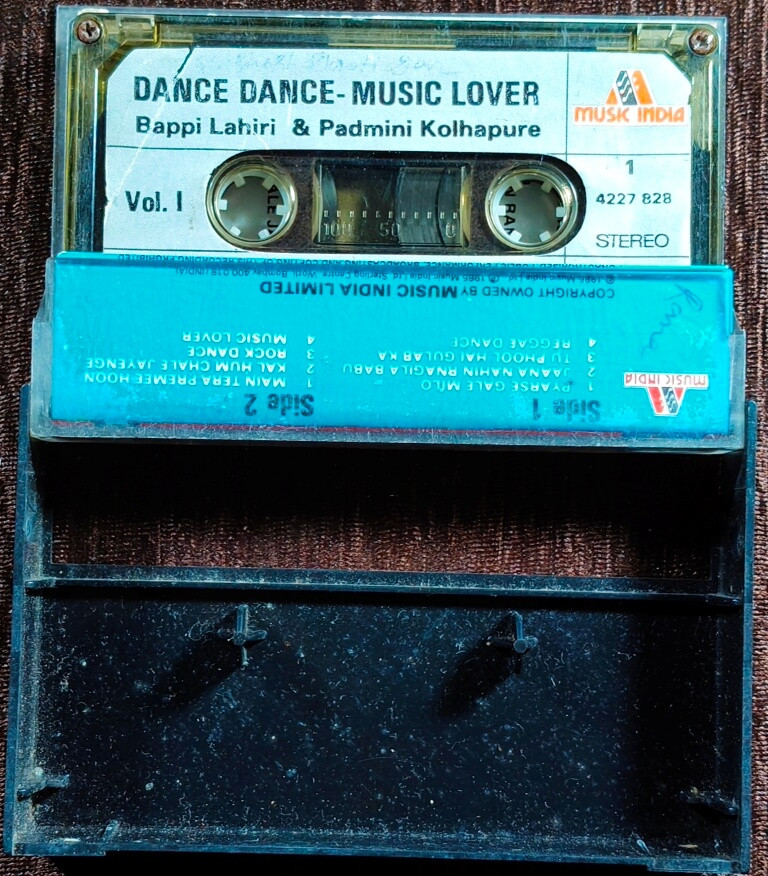 DANCE DANCE- MUSIC LOVER
Bappi Lahiri & Padmini Kolhapure
MUSIC INDIA
Vol. I
1
4227 828
STEREO
100 50 0
Side 1
1 PYARSE GALE MILO
2 JAANA NAHIN RNAGILA BABU
3 TU PHOOL HAI GULAB KA
4 REGGAE DANCE
Side 2
1 MAIN TERA PREMEE HOON
2 KAL HUM CHALE JAYENGE
3 ROCK DANCE
4 MUSIC LOVER
MUSIC INDIA
COPYRIGHT OWNED BY MUSIC INDIA LIMITED